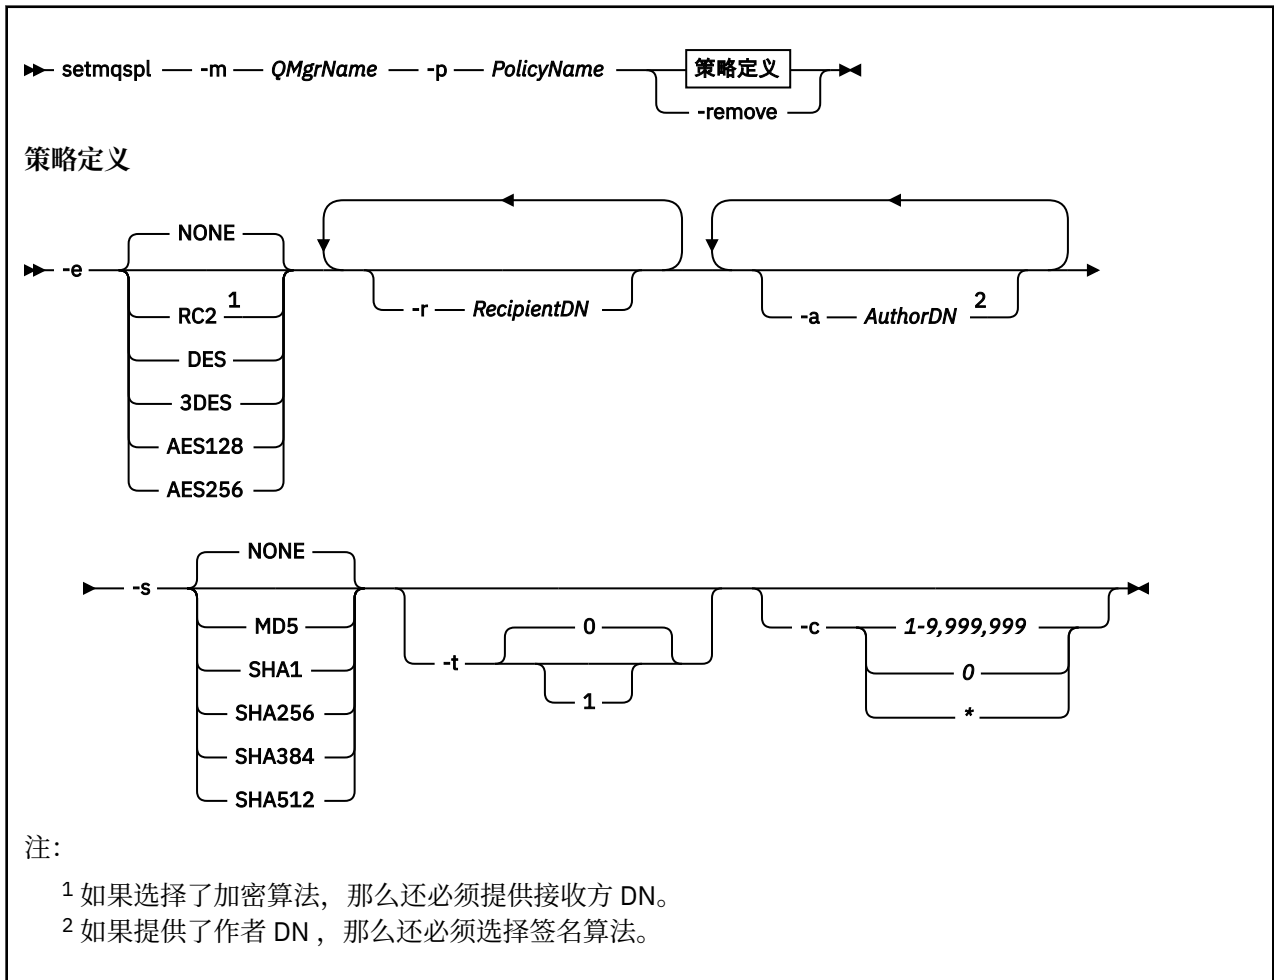 setmqspl -m QMgrName -p PolicyName 策略定义
-remove
策略定义
NONE
-e
RC2 1
-r RecipientDN
-a AuthorDN 2
DES
3DES
AES128
AES256
NONE
-s
MD5
SHA1
SHA256
SHA384
SHA512
-t
0
1
-c
1-9,999,999
0
*
注：
1 如果选择了加密算法，那么还必须提供接收方 DN。
2 如果提供了作者 DN ，那么还必须选择签名算法。